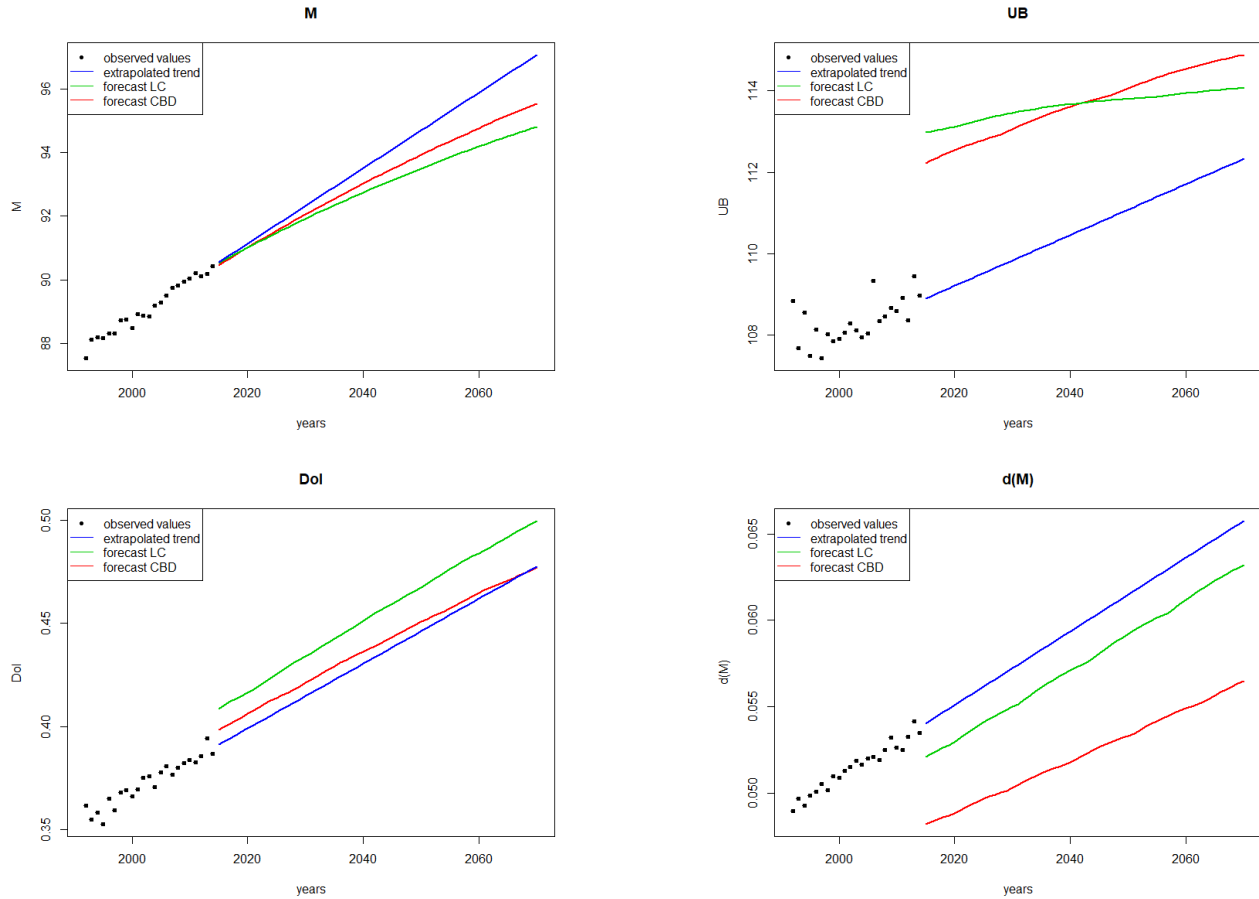 M
observed values
extrapolated trend
forecast LC
forecast CBD
96
94
92
90
88
M
2000
2020
2040
2060
years
UB
observed values
extrapolated trend
forecast LC
forecast CBD
114
112
110
108
UB
2000
2020
2040
2060
years
DoI
observed values
extrapolated trend
forecast LC
forecast CBD
0.50
0.45
0.40
0.35
DoI
2000
2020
2040
2060
years
d(M)
observed values
extrapolated trend
forecast LC
forecast CBD
0.065
0.060
0.055
0.050
d(M)
2000
2020
2040
2060
years